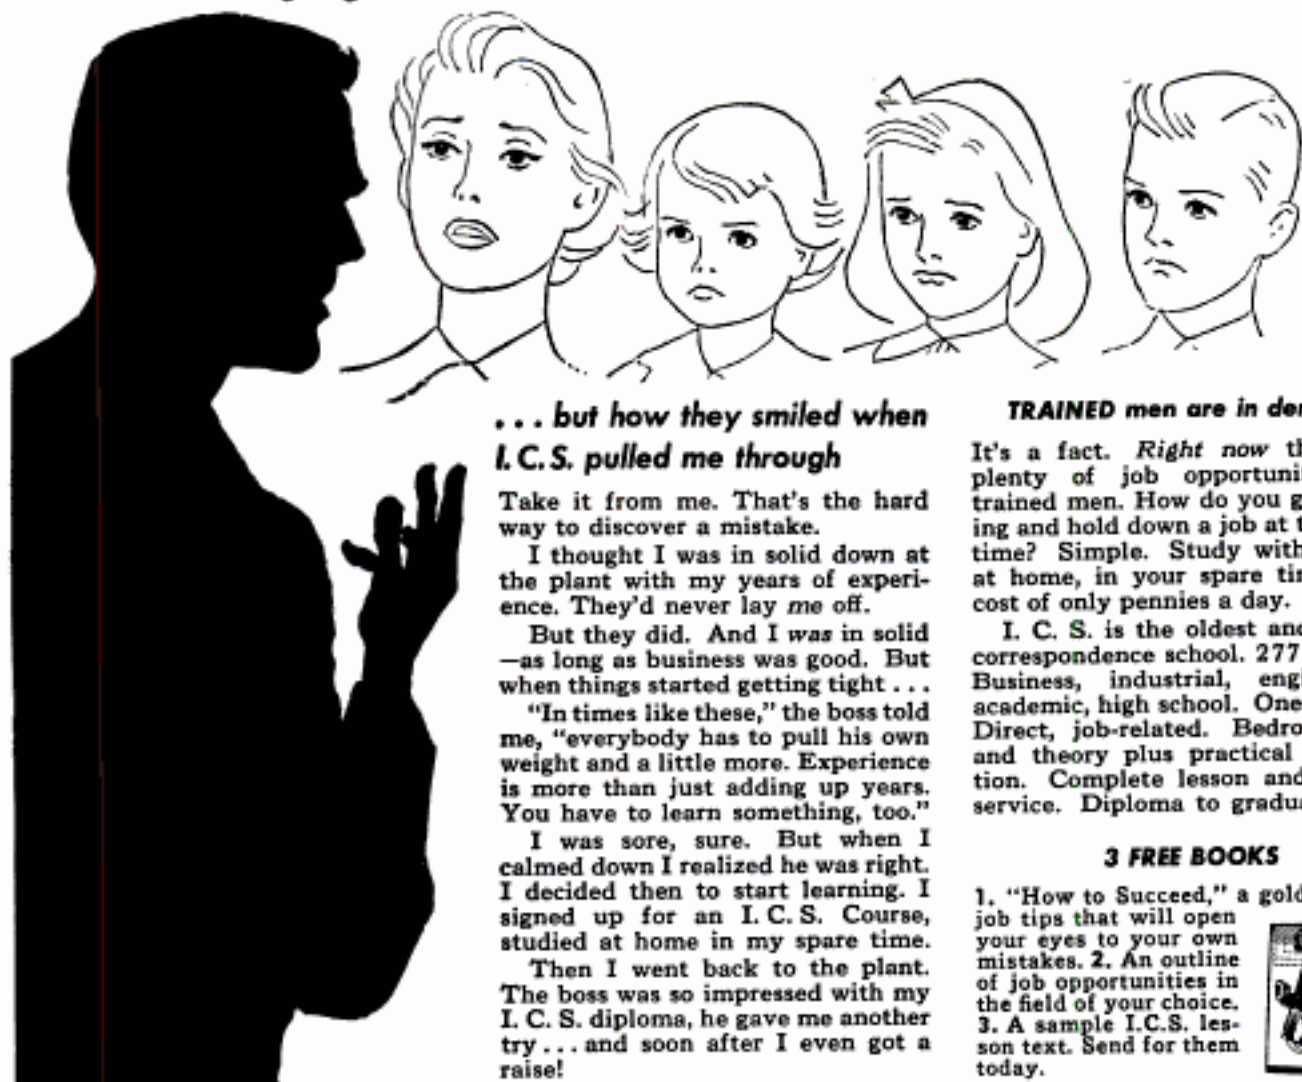 ... but how they smiled when
I.C.S. pulled me through
Take it from me. That's the hard
way to discover a mistake.
I thought I was in solid down at
the plant with my years of experi-
ence. They'd never lay me off.
But they did. And I was in solid
—as long as business was good. But
when things started getting tight...
"In times like these," the boss told
me, "everybody has to pull his own
weight and a little more. Experience
is more than just adding up years.
You have to learn something, too."
I was sore, sure. But when I
calmed down I realized he was right.
I decided then to start learning. I
signed up for an I.C.S. Course,
studied at home in my spare time.
Then I went back to the plant.
The boss was so impressed with my
I. C. S. diploma, he gave me another
try... and soon after I even got a
raise!
TRAINED men are in
It's a fact. Right now
plenty of job
trained men. How do you
ing and hold down a job at
time? Simple. Study with
at home, in your spare
cost of only pennies a day.
I. C. S. is the oldest
correspondence school. 277
Business, industrial,
academic, high school. One
Direct, job-related.
and theory plus practical
tion. Complete lesson and
service. Diploma to
3 FREE BOOKS
1. "How to Succeed," a
job tips that will open
your eyes to your own
mistakes. 2. An outline
of job opportunities in
the field of your choice.
3. A sample I.C.S. les-
son text. Send for them
today.